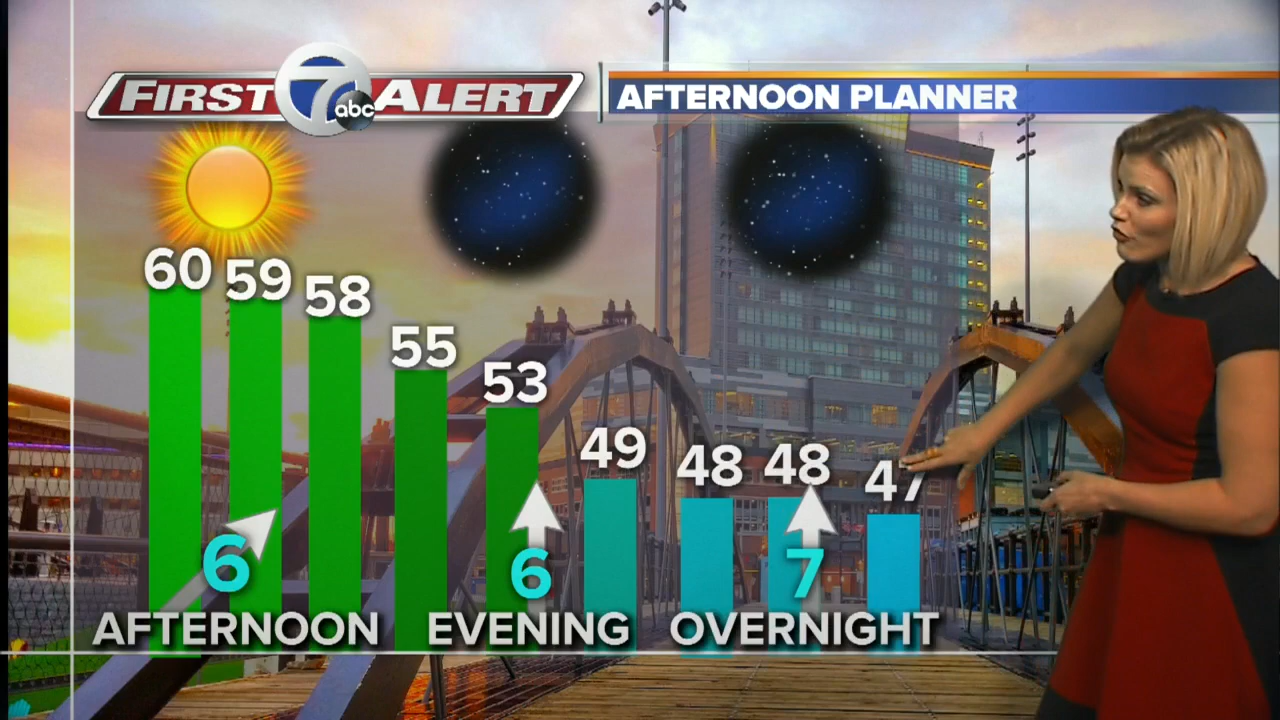 FIRST 7 abc ALERT
AFTERNOON PLANNER
60 59 58 55 53 49 48 48 47
6 6 7
AFTERNOON EVENING OVERNIGHT